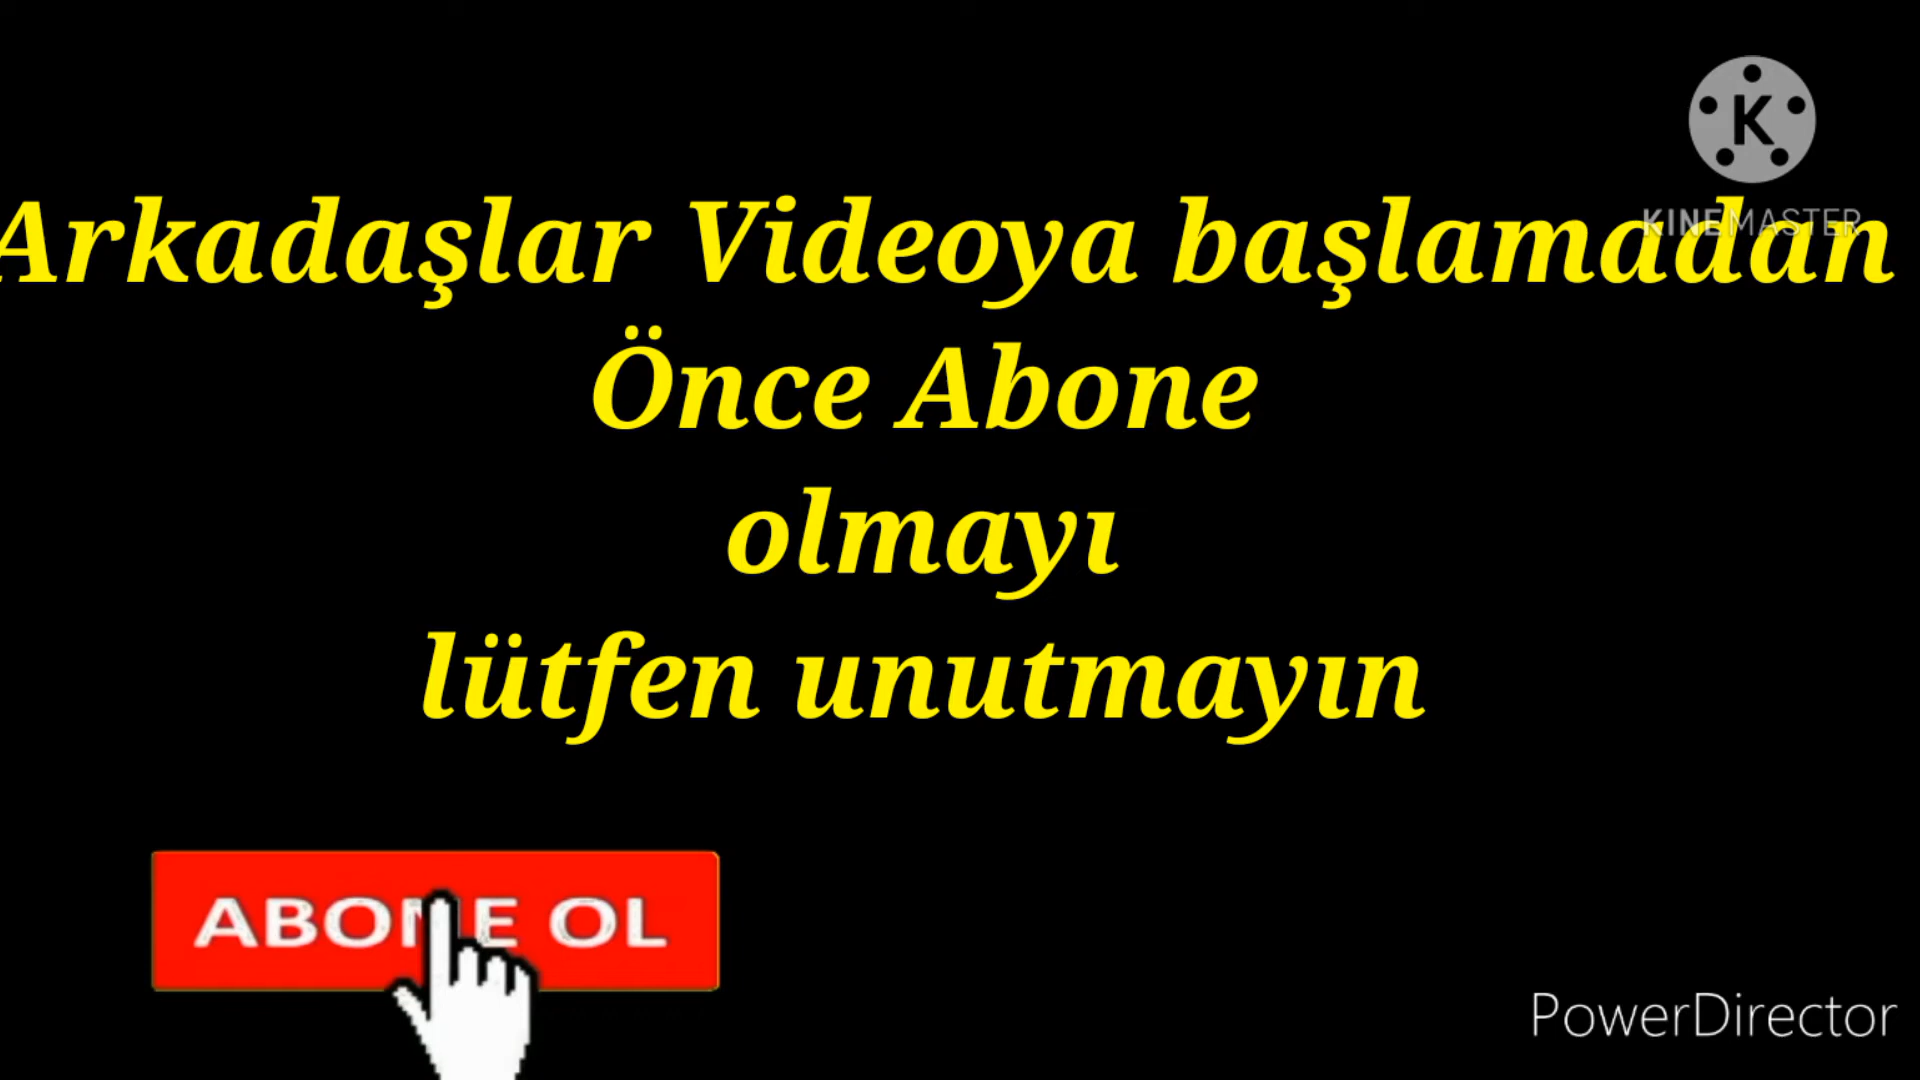 K
KINEMASTER
Arkadaşlar Videoya başlamadan
Önce Abone
olmayı
lütfen unutmayın
ABONE OL
PowerDirector